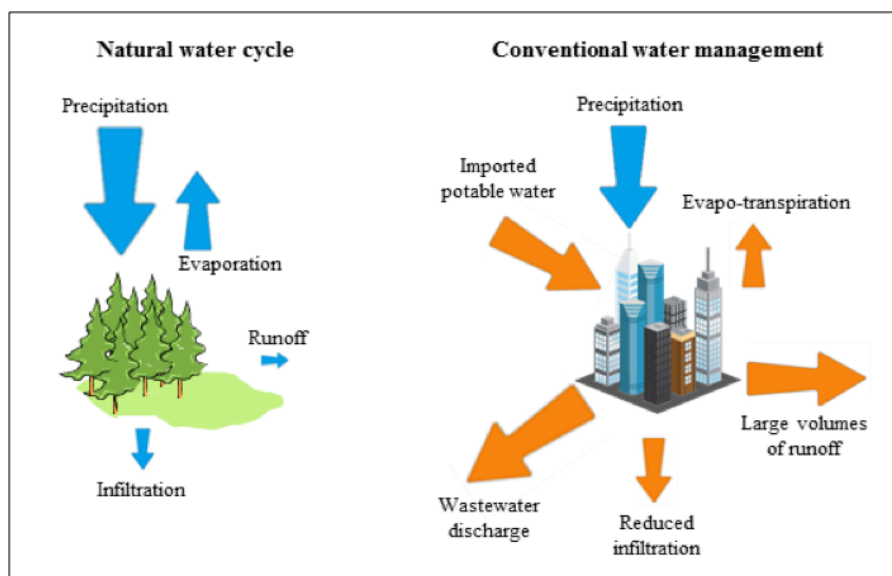 Natural water cycle
Precipitation
Evaporation
Runoff
Infiltration
Conventional water management
Precipitation
Imported
potable water
Evapo-transpiration
Large volumes
of runoff
Wastewater
discharge
Reduced
infiltration